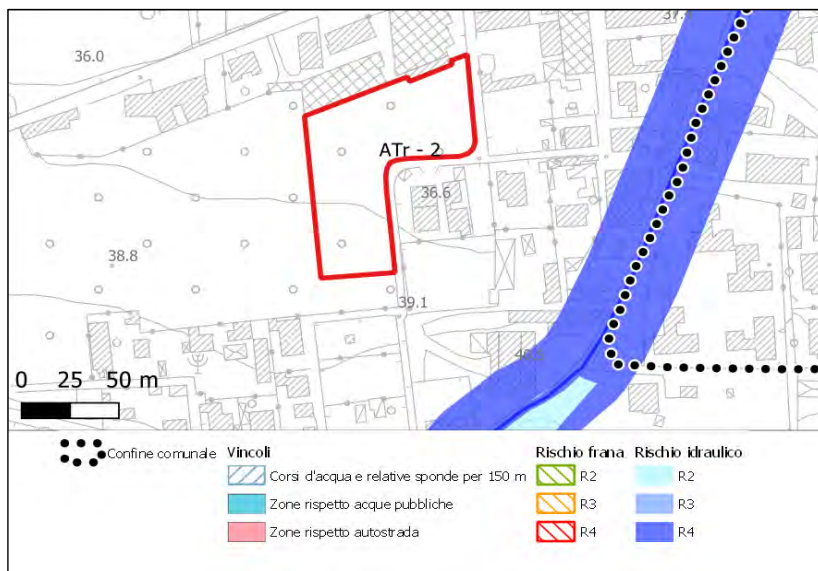 36.0
37.4
ATr - 2
36.6
38.8
39.1
0 25 50 m
Confine comunale
Vincoli
Corsi d'acqua e relative sponde per 150 m
Zone rispetto acque pubbliche
Zone rispetto autostrada
Rischio frana
R2
R3
R4
Rischio idraulico
R2
R3
R4